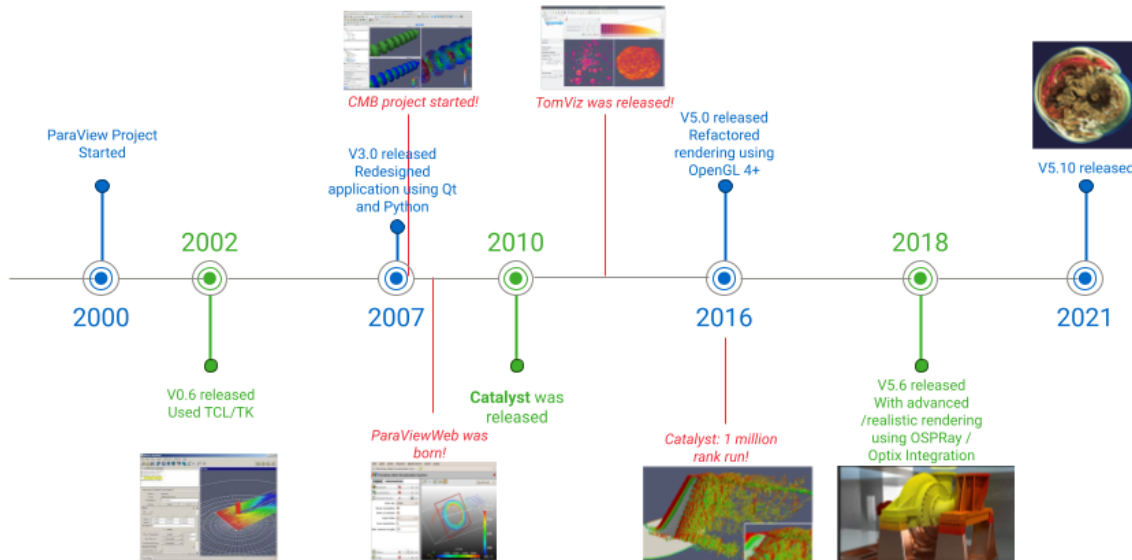 CMB project started!
TomViz was released!
ParaView Project
Started
V3.0 released
Redesigned
application using Qt
and Python
V5.0 released
Refactored
rendering using
OpenGL 4+
V5.10 released
2002
2010
2018
2000
2007
2016
2021
V0.6 released
Used TCL/TK
Catalyst was
released
ParaViewWeb was
born!
Catalyst: 1 million
rank run!
V5.6 released
With advanced
/realistic rendering
using OSPRay /
Optix Integration